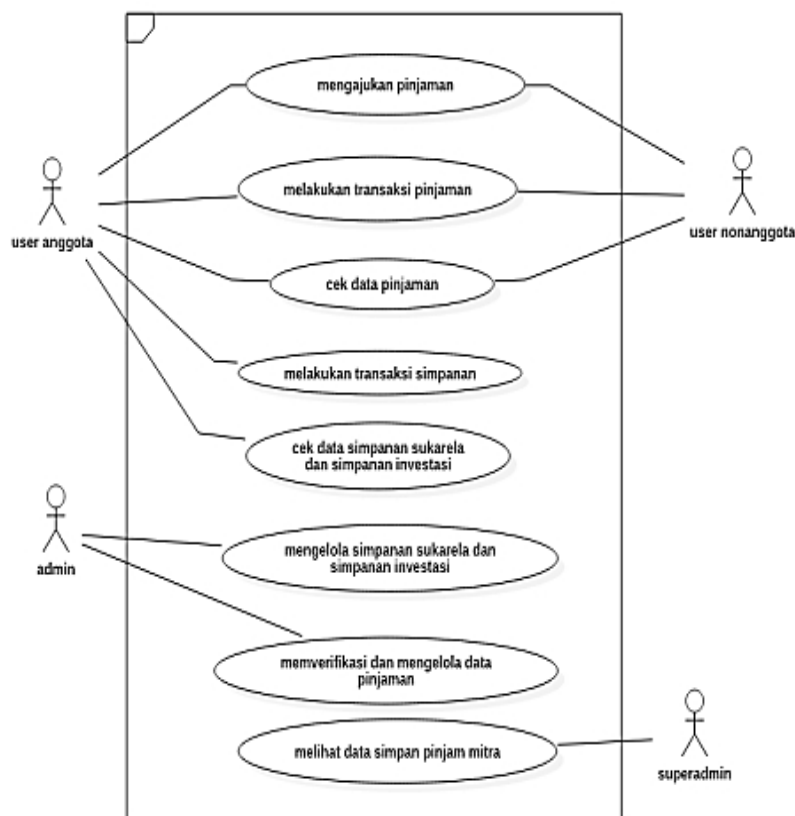 mengajukan pinjaman
melakukan transaksi pinjaman
user anggota
user nonanggota
cek data pinjaman
melakukan transaksi simpanan
cek data simpanan sukarela
dan simpanan investasi
admin
mengelola simpanan sukarela dan
simpanan investasi
memverifikasi dan mengelola data
pinjaman
melihat data simpan pinjam mitra
superadmin